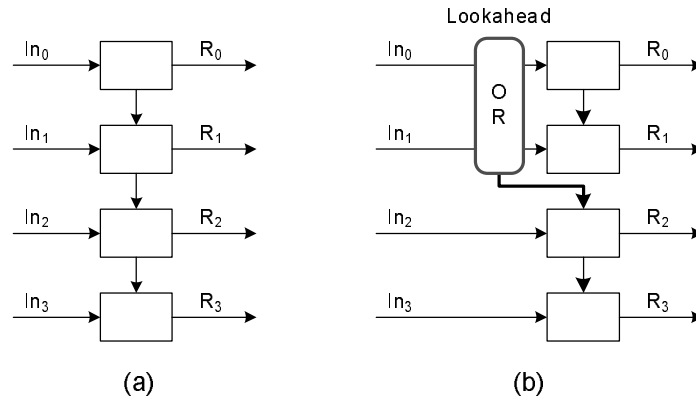 Lookahead
In0 R0
In1 R1
In2 R2
In3 R3
(a)
In0 R0
O
R
In1 R1
In2 R2
In3 R3
(b)